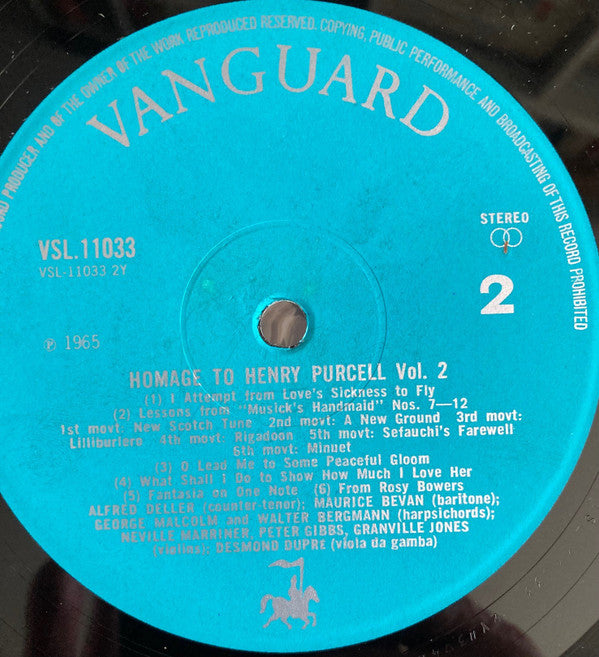 ORD PRODUCER AND OF THE OWNER OF THE WORK REPRODUCED RESERVED. COPYING, PUBLIC PERFORMANCE AND BROADCASTING OF THIS RECORD PROHIBITED
VANGUARD
STEREO
VSL.11033
VSL-11033 2Y
2
℗ 1965
HOMAGE TO HENRY PURCELL Vol. 2
(1) I Attempt from Love's Sickness to Fly
(2) Lessons from "Musick's Handmaid" Nos. 7—12
1st movt: New Scotch Tune 2nd movt: A New Ground 3rd movt:
Lilliburlero 4th movt: Rigadoon 5th movt: Sefauchi's Farewell
6th movt: Minuet
(3) O Lead Me to Some Peaceful Gloom
(4) What Shall I Do to Show How Much I Love Her
(5) Fantasia on One Note (6) From Rosy Bowers
ALFRED DELLER (counter-tenor); MAURICE BEVAN (baritone);
GEORGE MALCOLM and WALTER BERGMANN (harpsichords);
NEVILLE MARRINER, PETER GIBBS, GRANVILLE JONES
(violins); DESMOND DUPRE (viola da gamba)